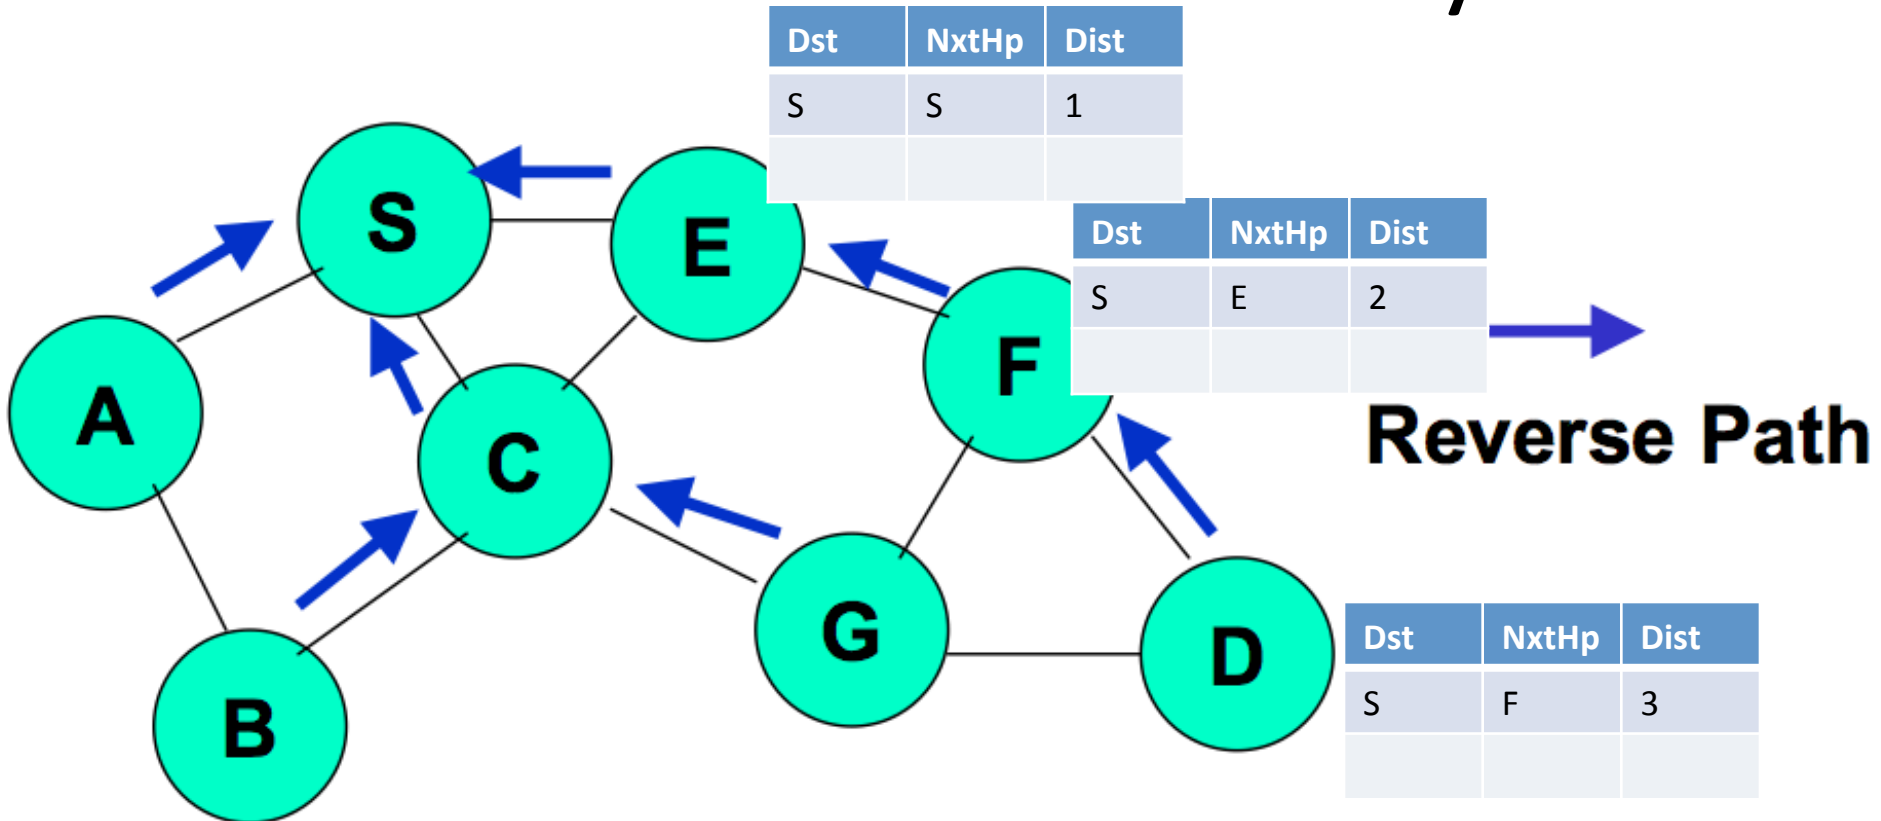 Dst NxtHp Dist
S S 1
Dst NxtHp Dist
S E 2
S
E
F
A
C
Reverse Path
G
D
B
Dst NxtHp Dist
S F 3